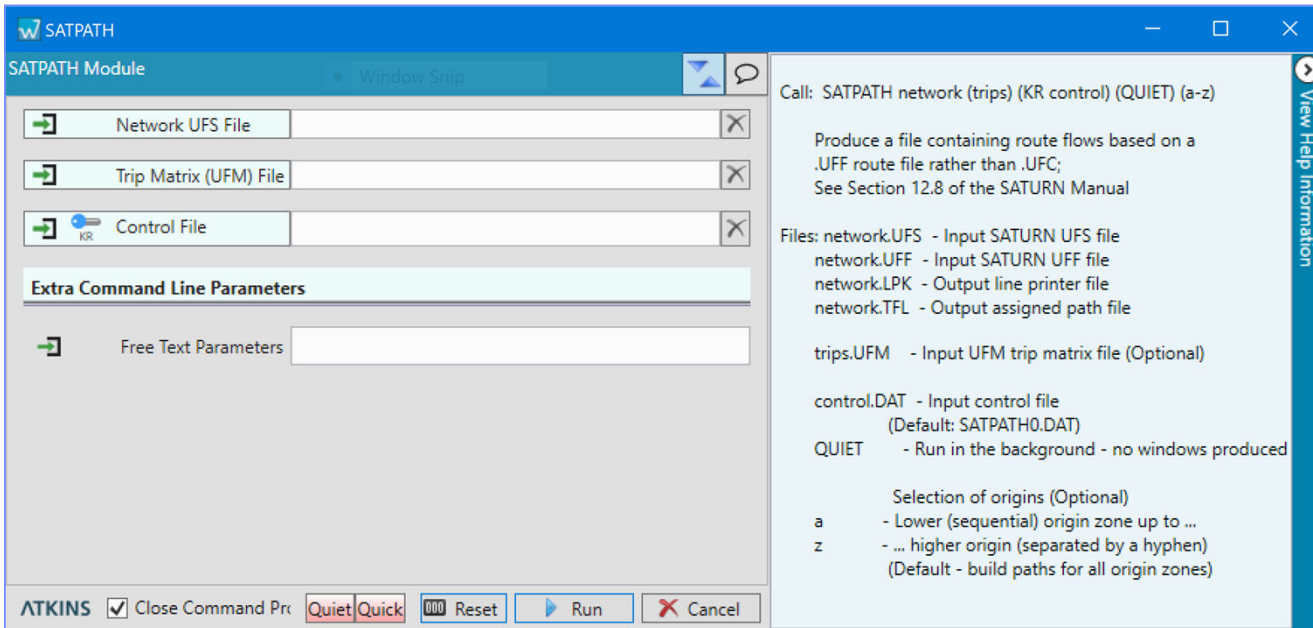 SATPATH
SATPATH Module
Window Snip
Network UFS File
Trip Matrix (UFM) File
KR Control File
Extra Command Line Parameters
Free Text Parameters
ATKINS Close Command Pr Quiet Quick Reset Run Cancel
Call: SATPATH network (trips) (KR control) (QUIET) (a-z)
Produce a file containing route flows based on a
.UFF route file rather than .UFC;
See Section 12.8 of the SATURN Manual
Files: network.UFS - Input SATURN UFS file
network.UFF - Input SATURN UFF file
network.LPK - Output line printer file
network.TFL - Output assigned path file
trips.UFM - Input UFM trip matrix file (Optional)
control.DAT - Input control file
(Default: SATPATH0.DAT)
QUIET - Run in the background - no windows produced
Selection of origins (Optional)
a - Lower (sequential) origin zone up to ...
z - ... higher origin (separated by a hyphen)
(Default - build paths for all origin zones)
View Help Information